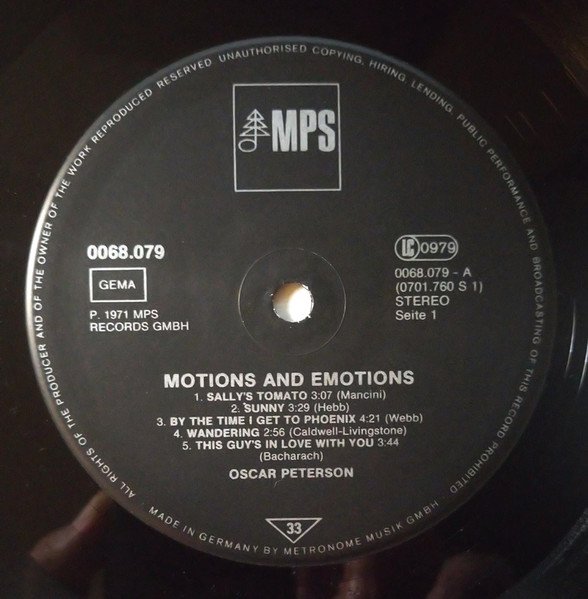 ALL RIGHTS OF THE PRODUCER AND OF THE OWNER OF THE WORK REPRODUCED RESERVED UNAUTHORISED COPYING, HIRING, LENDING, PUBLIC PERFORMANCE AND BROADCASTING OF THIS RECORD PROHIBITED
MPS
0068.079
GEMA
P. 1971 MPS
RECORDS GMBH
LC 0979
0068.079 - A
(0701.760 S 1)
STEREO
Seite 1
MOTIONS AND EMOTIONS
1. SALLY'S TOMATO 3:07 (Mancini)
2. SUNNY 3:29 (Hebb)
3. BY THE TIME I GET TO PHOENIX 4:21 (Webb)
4. WANDERING 2:56 (Caldwell-Livingstone)
5. THIS GUY'S IN LOVE WITH YOU 3:44
(Bacharach)
OSCAR PETERSON
33
MADE IN GERMANY BY METRONOME MUSIK GMBH